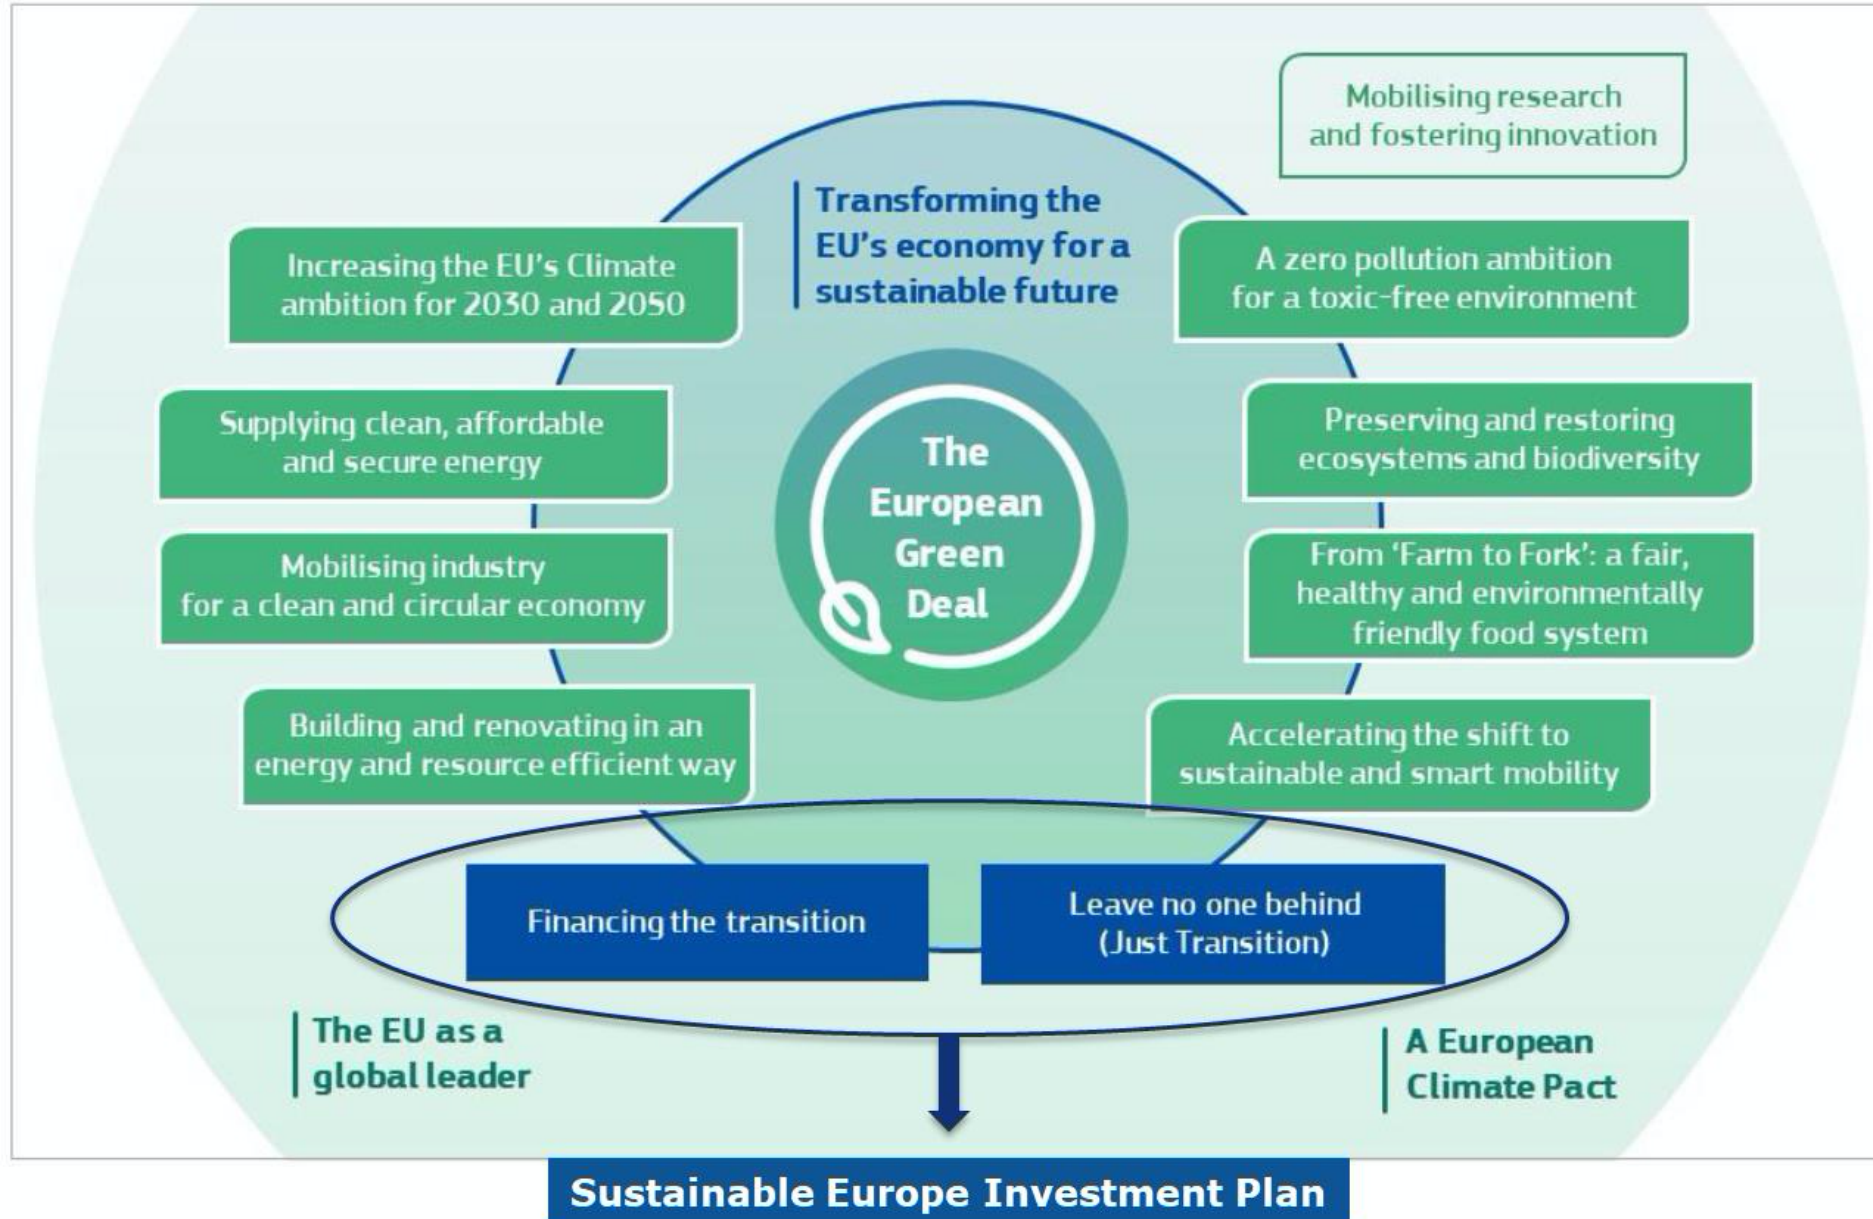 Mobilising research
and fostering innovation
Transforming the
EU's economy for a
sustainable future
Increasing the EU's Climate
ambition for 2030 and 2050
A zero pollution ambition
for a toxic-free environment
Supplying clean, affordable
and secure energy
Preserving and restoring
ecosystems and biodiversity
The
European
Green
Deal
Mobilising industry
for a clean and circular economy
From ‘Farm to Fork’: a fair,
healthy and environmentally
friendly food system
Building and renovating in an
energy and resource efficient way
Accelerating the shift to
sustainable and smart mobility
Financing the transition
Leave no one behind
(Just Transition)
The EU as a
global leader
A European
Climate Pact
Sustainable Europe Investment Plan